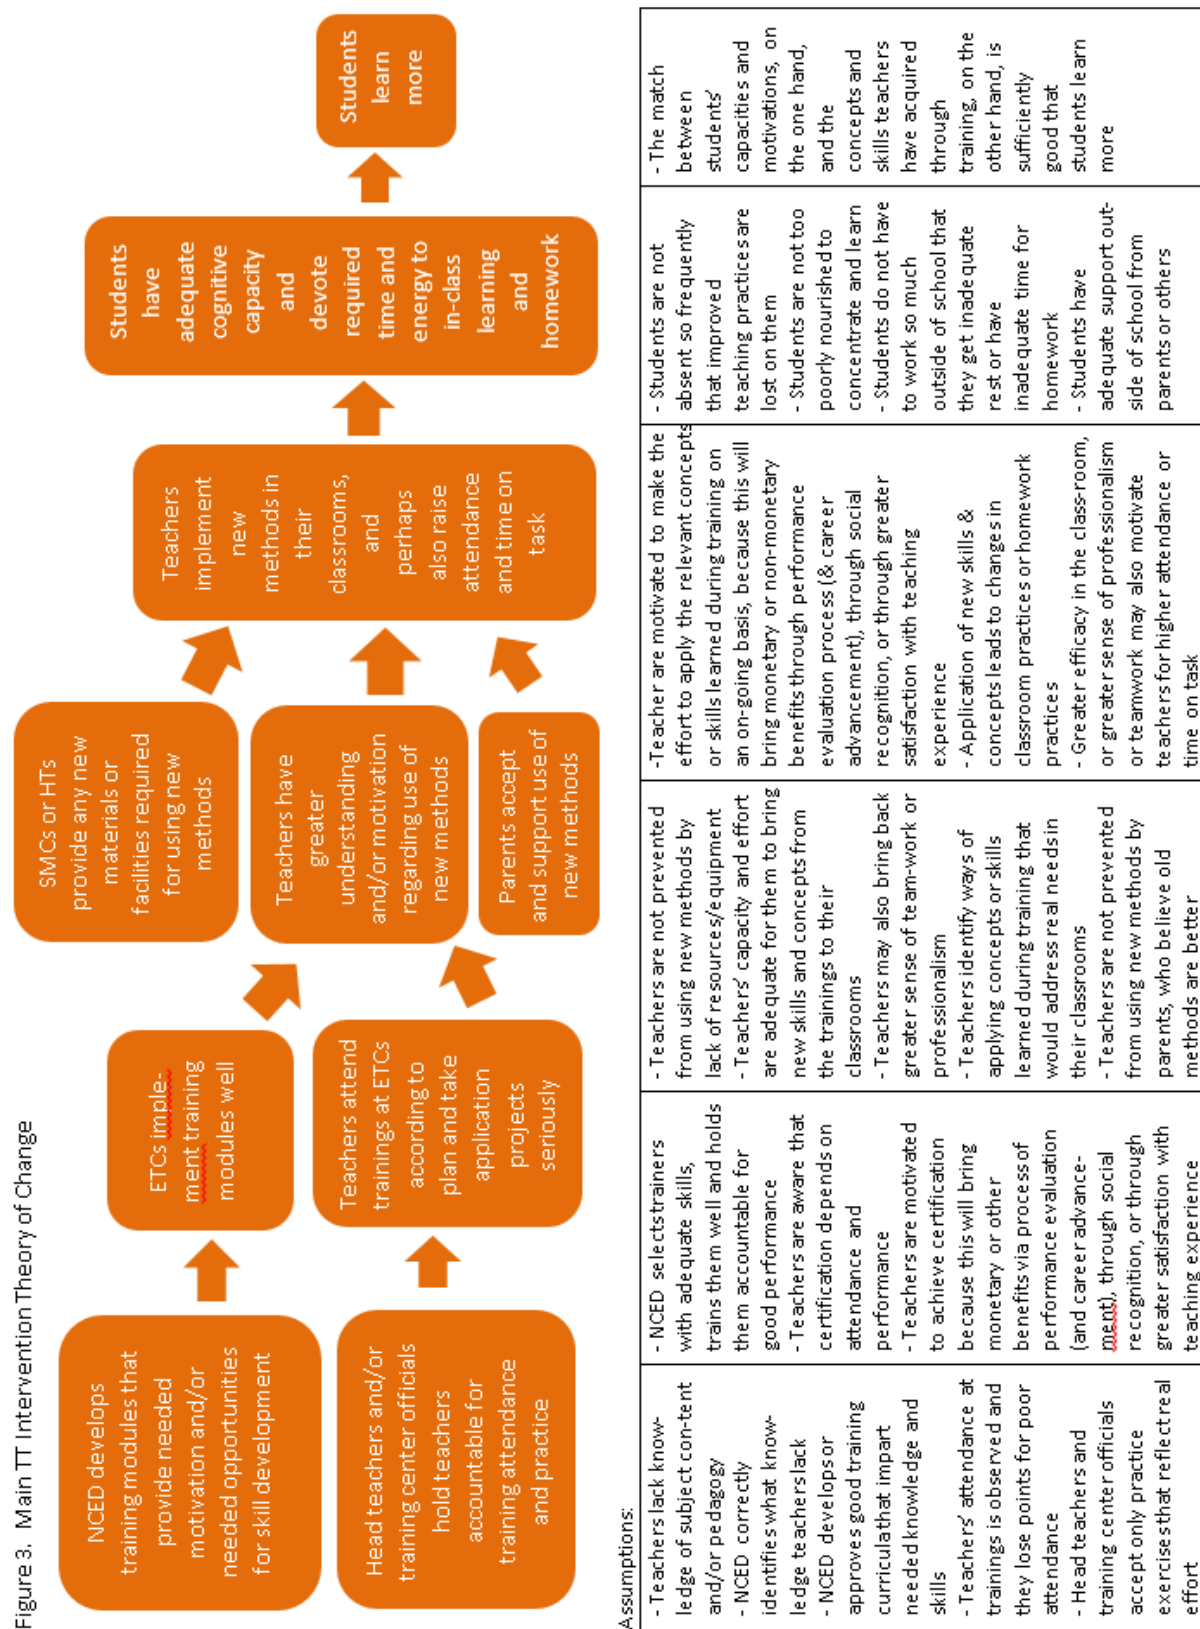 Figure 3.  Main TT Intervention Theory of Change
NCED develops
training modules that
provide needed
motivation and/or
needed opportunities
for skill development
Head teachers and/or
training center officials
hold teachers
accountable for
training attendance
and practice
ETCs imple-
ment training
modules well
Teachers attend
trainings at ETCs
according to
plan and take
application
projects
seriously
SMCs or HTs
provide any new
materials or
facilities required
for using new
methods
Teachers have
greater
understanding
and/or motivation
regarding use of
new methods
Parents accept
and support use of
new methods
Teachers
implement
new
methods in
their
classrooms,
and
perhaps
also raise
attendance
and time on
task
Students
have
adequate
cognitive
capacity
and
devote
required
time and
energy to
in-class
learning
and
homework
Students
learn
more
Assumptions:
- Teachers lack know-
ledge of subject con-tent
and/or pedagogy
- NCED correctly
identifies what know-
ledge teachers lack
- NCED develops or
approves good training
curricula that impart
needed knowledge and
skills
- Teachers' attendance at
trainings is observed and
they lose points for poor
attendance
- Head teachers and
training center officials
accept only practice
exercises that reflect real
effort
- NCED selects trainers
with adequate skills,
trains them well and holds
them accountable for
good performance
- Teachers are aware that
certification depends on
attendance and
performance
- Teachers are motivated
to achieve certification
because this will bring
monetary or other
benefits via process of
performance evaluation
(and career advance-
ment), through social
recognition, or through
greater satisfaction with
teaching experience
- Teachers are not prevented
from using new methods by
lack of resources/equipment
- Teachers' capacity and effort
are adequate for them to bring
new skills and concepts from
the trainings to their
classrooms
- Teachers may also bring back
greater sense of team-work or
professionalism
- Teachers identify ways of
applying concepts or skills
learned during training that
would address real needs in
their classrooms
- Teachers are not prevented
from using new methods by
parents, who believe old
methods are better
-Teacher are motivated to make the
effort to apply the relevant concepts
or skills learned during training on
an on-going basis, because this will
bring monetary or non-monetary
benefits through performance
evaluation process (& career
advancement), through social
recognition, or through greater
satisfaction with teaching
experience
- Application of new skills &
concepts leads to changes in
classroom practices or homework
practices
- Greater efficacy in the class-room,
or greater sense of professionalism
or teamwork may also motivate
teachers for higher attendance or
time on task
- Students are not
absent so frequently
that improved
teaching practices are
lost on them
- Students are not too
poorly nourished to
concentrate and learn
- Students do not have
to work so much
outside of school that
they get inadequate
rest or have
inadequate time for
homework
- Students have
adequate support out-
side of school from
parents or others
- The match
between
students'
capacities and
motivations, on
the one hand,
and the
concepts and
skills teachers
have acquired
through
training, on the
other hand, is
sufficiently
good that
students learn
more